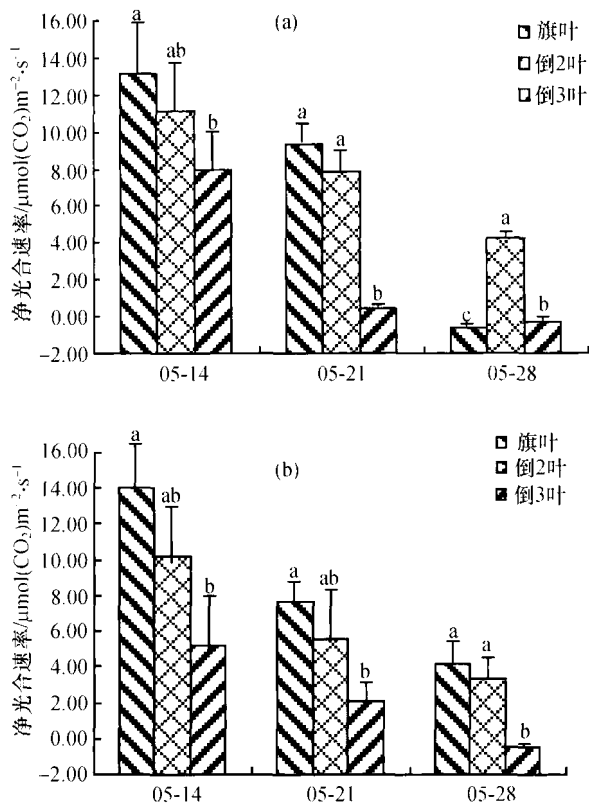 (a)
16.00
14.00
12.00
10.00
8.00
6.00
4.00
2.00
0.00
-2.00
净光合速率/μmol(CO₂)m⁻²·s⁻¹
旗叶
倒2叶
倒3叶
a
ab
b
a
a
b
c
a
b
05-14
05-21
05-28
(b)
16.00
14.00
12.00
10.00
8.00
6.00
4.00
2.00
0.00
-2.00
净光合速率/μmol(CO₂)m⁻²·s⁻¹
旗叶
倒2叶
倒3叶
a
ab
b
a
ab
b
a
a
b
05-14
05-21
05-28